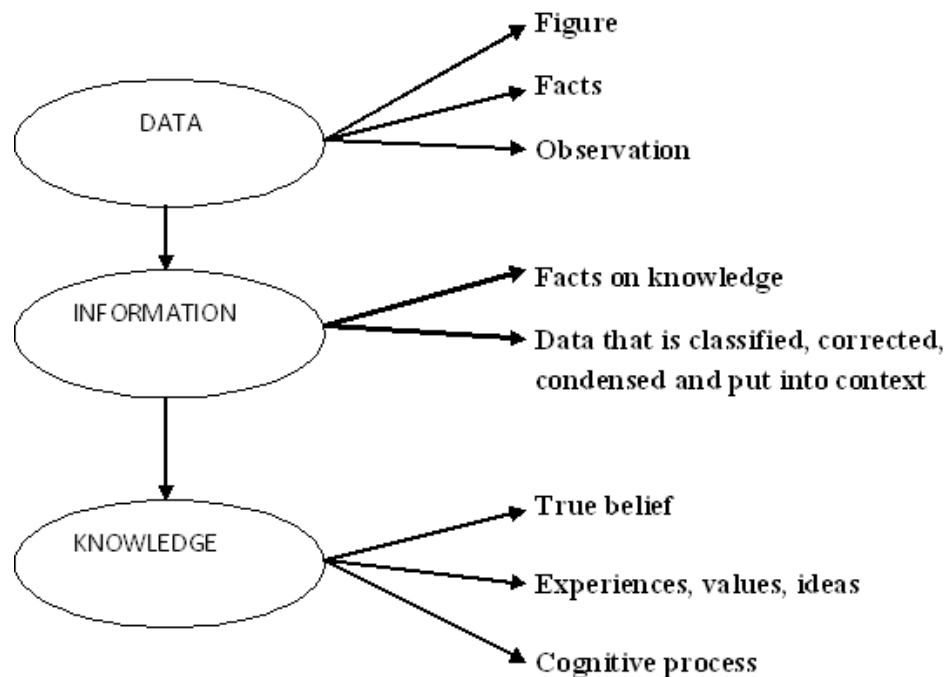 Figure
Facts
DATA
Observation
Facts on knowledge
INFORMATION
Data that is classified, corrected,
condensed and put into context
True belief
KNOWLEDGE
Experiences, values, ideas
Cognitive process